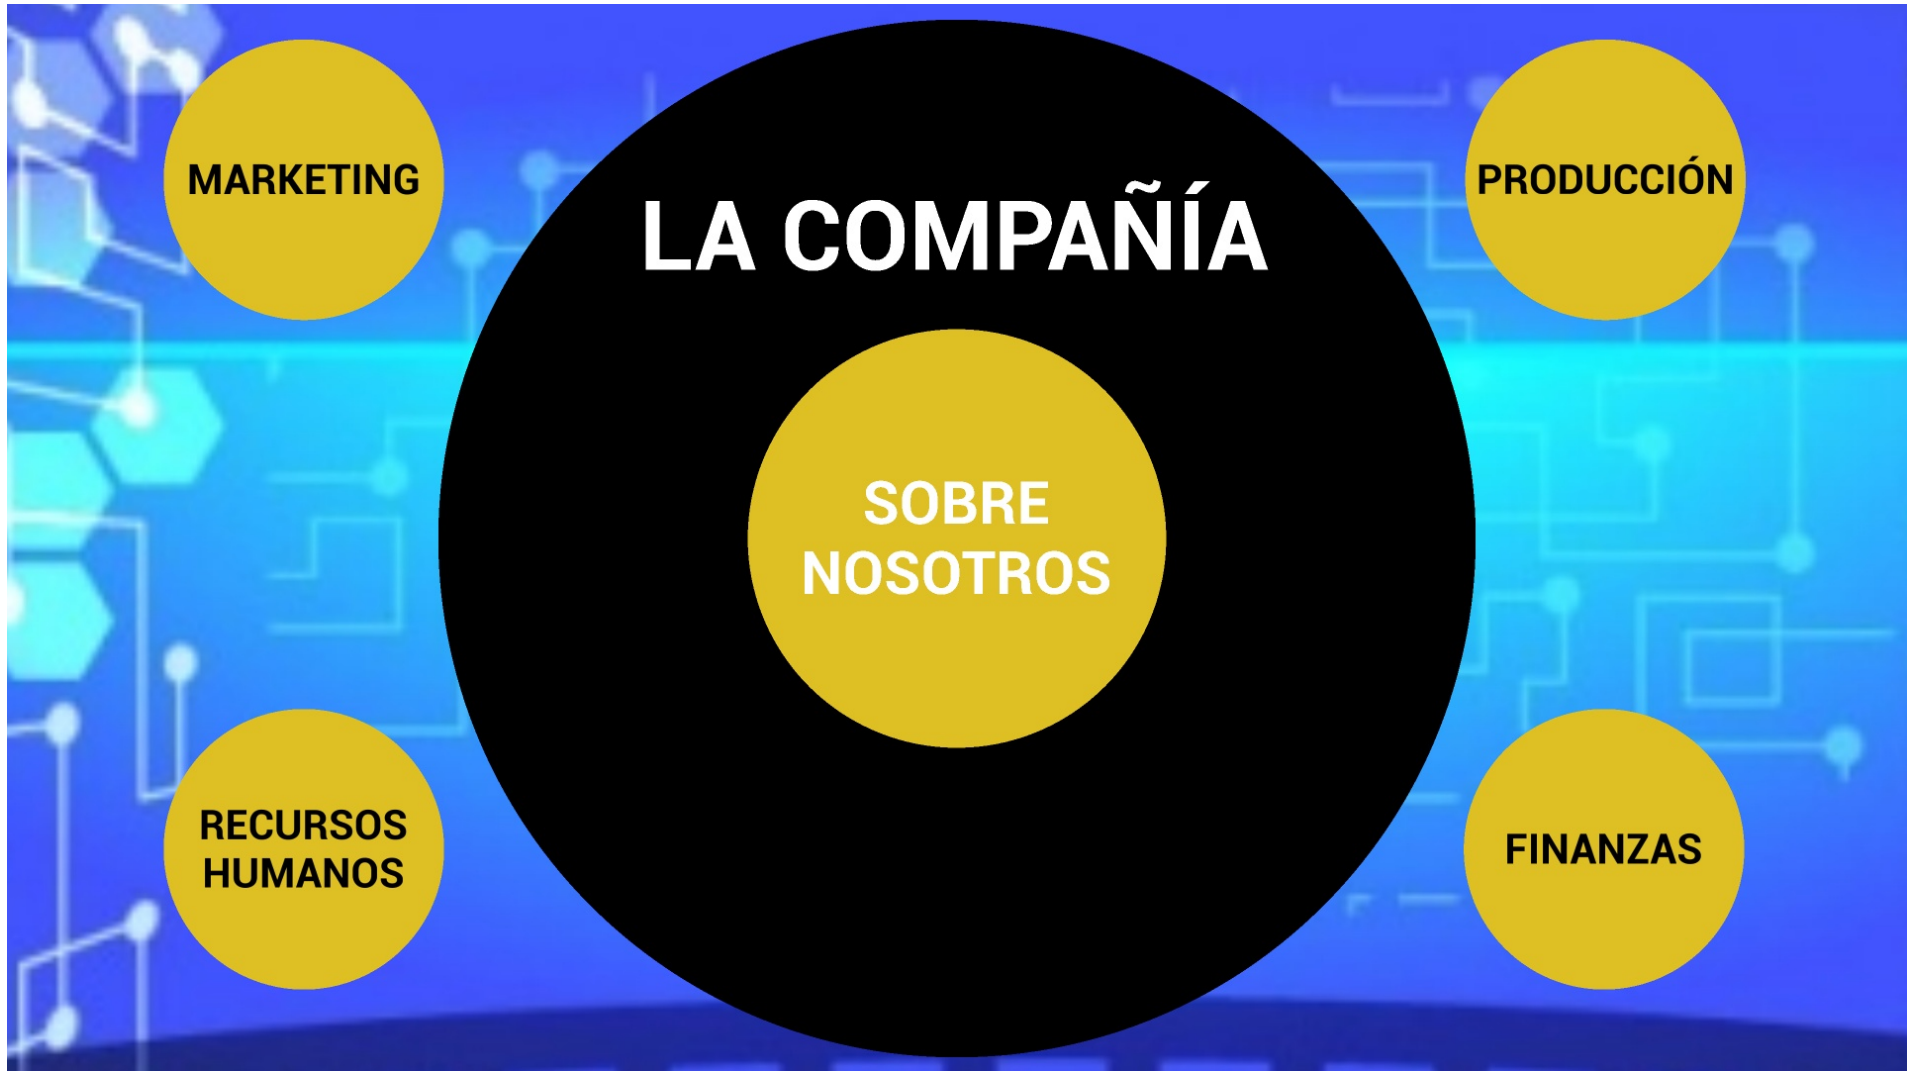 MARKETING
PRODUCCIÓN
LA COMPAÑÍA
SOBRE
NOSOTROS
RECURSOS
HUMANOS
FINANZAS